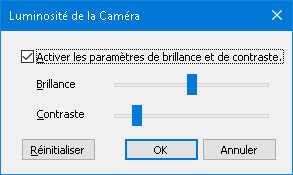 Luminosité de la Caméra
Activer les paramètres de brillance et de contraste.
Brillance
Contraste
Réinitialiser
OK
Annuler